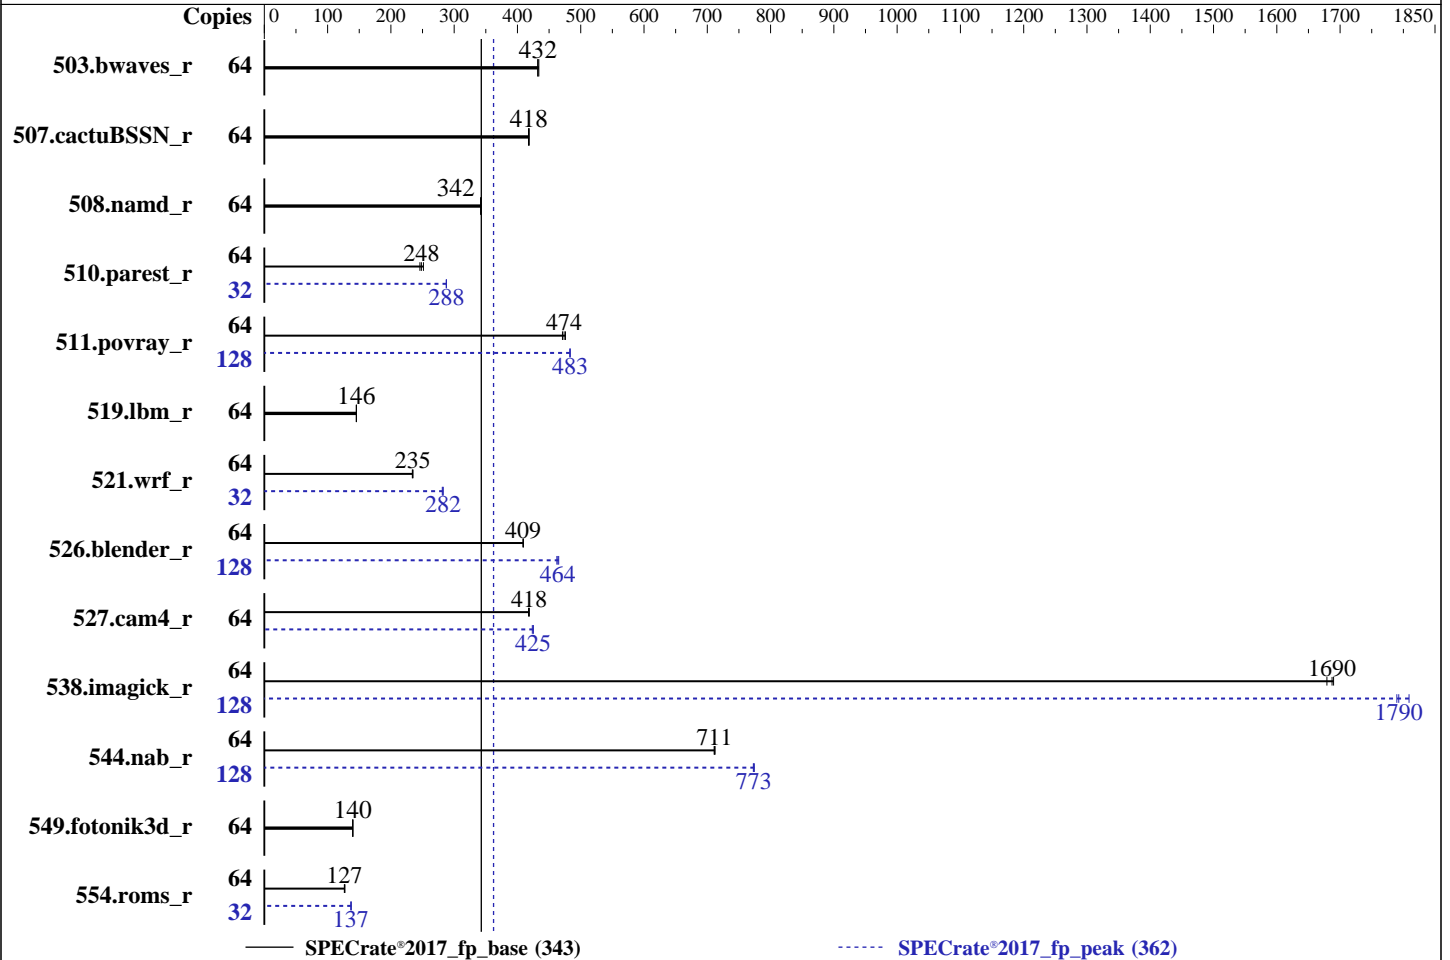 Copies 0 100 200 300 400 500 600 700 800 900 1000 1100 1200 1300 1400 1500 1600 1700 1850
503.bwaves_r 64 432
507.cactuBSSN_r 64 418
508.namd_r 64 342
510.parest_r 64 248
32 288
511.povray_r 64 474
128 483
519.lbm_r 64 146
521.wrf_r 64 235
32 282
526.blender_r 64 409
128 464
527.cam4_r 64 418
425
538.imagick_r 64 1690
128 1790
544.nab_r 64 711
128 773
549.fotonik3d_r 64 140
554.roms_r 64 127
32 137
SPECrate®2017_fp_base (343) SPECrate®2017_fp_peak (362)